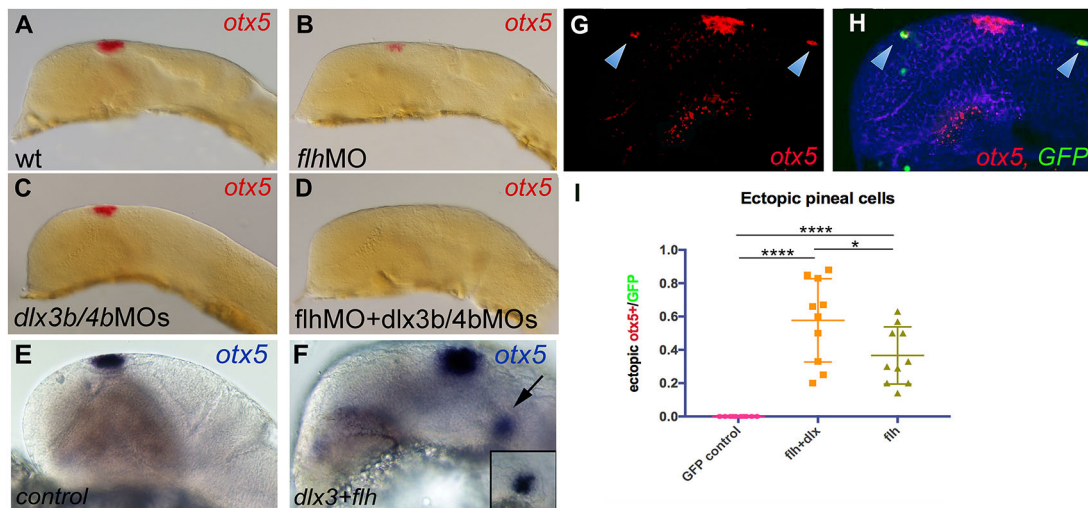 A
otx5
wt
B
otx5
flhMO
C
otx5
dlx3b/4bMOs
D
otx5
flhMO+dlx3b/4bMOs
E
otx5
control
F
otx5
dlx3+flh
G
otx5
H
otx5, GFP
I
Ectopic pineal cells
****
****
*
ectopic otx5+/GFP
1.0
0.8
0.6
0.4
0.2
0.0
GFP control
flh+dlx
flh